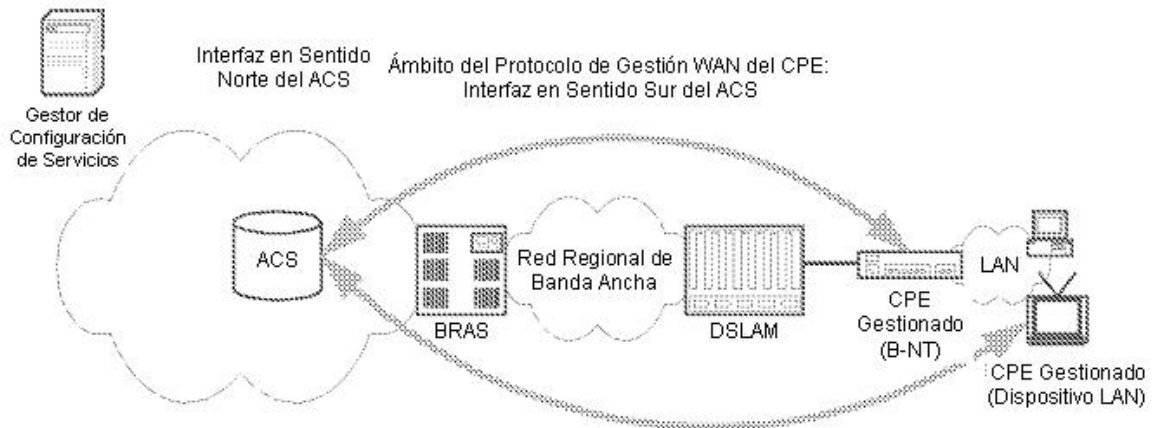 Interfaz en Sentido
Norte del ACS
Ámbito del Protocolo de Gestión WAN del CPE:
Interfaz en Sentido Sur del ACS
Gestor de
Configuración
de Servicios
ACS
BRAS
Red Regional de
Banda Ancha
DSLAM
CPE
Gestionado
(B-NT)
LAN
CPE Gestionado
(Dispositivo LAN)